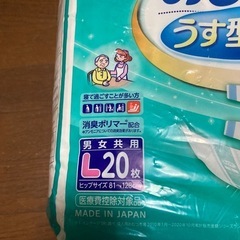 うす型
寝て過ごすことが多い方
消臭ポリマー配合
男女共用
L20枚
ヒップサイズ 81~125cm
医療費控除対象品
MADE IN JAPAN